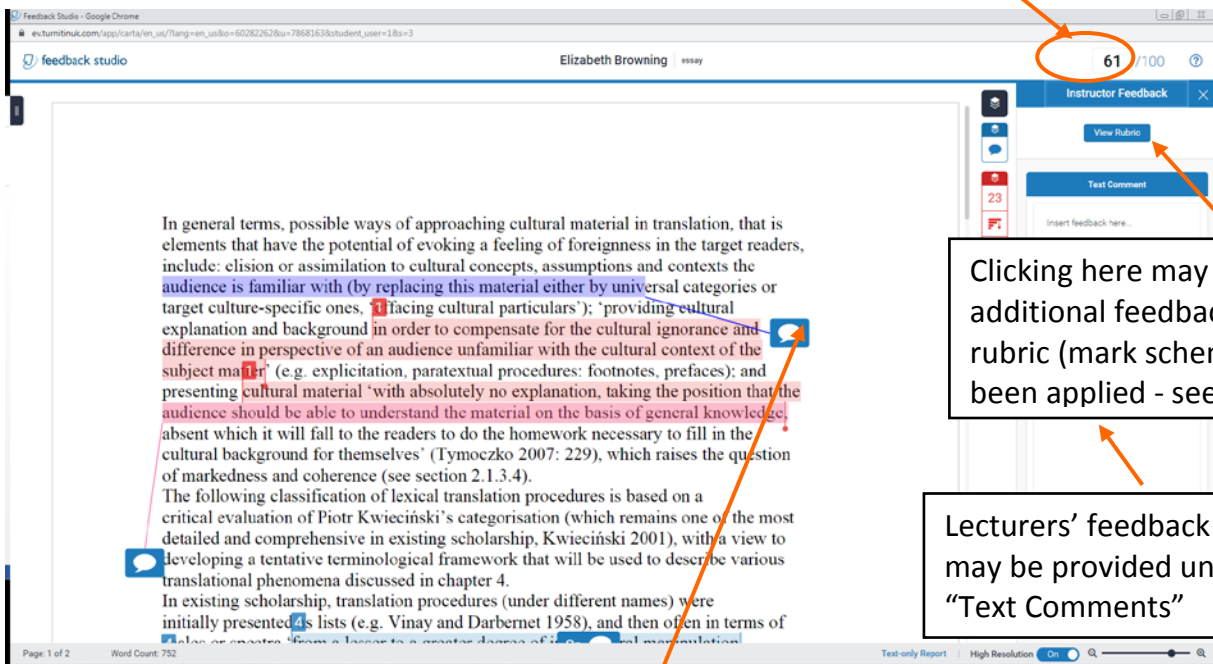 Feedback Studio - Google Chrome
ev.turnitinuk.com/app/carta/en_us/?lang=en_us&o=60282262&u=7868163&student_user=1&s=3
feedback studio
Elizabeth Browning
essay
61 /100
Instructor Feedback
View Rubric
Text Comment
Insert feedback here...
23
In general terms, possible ways of approaching cultural material in translation, that is
elements that have the potential of evoking a feeling of foreignness in the target readers,
include: elision or assimilation to cultural concepts, assumptions and contexts the
audience is familiar with (by replacing this material either by universal categories or
target culture-specific ones, ‘1ffacing cultural particulars’); ‘providing cultural
explanation and background in order to compensate for the cultural ignorance and
difference in perspective of an audience unfamiliar with the cultural context of the
subject mat1er’ (e.g. explicitation, paratextual procedures: footnotes, prefaces); and
presenting cultural material ‘with absolutely no explanation, taking the position that the
audience should be able to understand the material on the basis of general knowledge,
absent which it will fall to the readers to do the homework necessary to fill in the
cultural background for themselves’ (Tymoczko 2007: 229), which raises the question
of markedness and coherence (see section 2.1.3.4).
The following classification of lexical translation procedures is based on a
critical evaluation of Piotr Kwieciński’s categorisation (which remains one of the most
detailed and comprehensive in existing scholarship, Kwieciński 2001), with a view to
developing a tentative terminological framework that will be used to describe various
translational phenomena discussed in chapter 4.
In existing scholarship, translation procedures (under different names) were
initially presented 4s lists (e.g. Vinay and Darbernet 1958), and then often in terms of
4 or spectra ‘from a lesser to a greater degree of manipulation
Clicking here may
additional feedba
rubric (mark sche
been applied - see
Lecturers’ feedback
may be provided un
“Text Comments”
Page: 1 of 2
Word Count: 752
Text-only Report
High Resolution
On